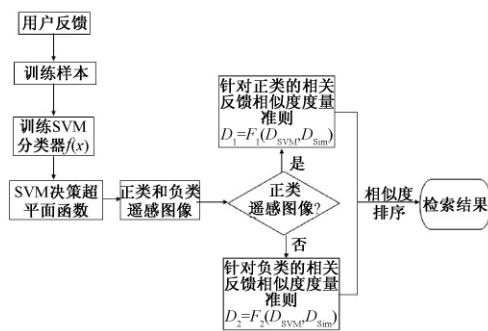 用户反馈
训练样本
训练SVM
分类器f(x)
SVM决策超
平面函数
正类和负类
遥感图像
正类
遥感图像?
是
针对正类的相关
反馈相似度度量
准则
D₁=F₁(D_SVM,D_Sim)
否
针对负类的相关
反馈相似度度量
准则
D₂=F₂(D_SVM,D_Sim)
相似度
排序
检索结果